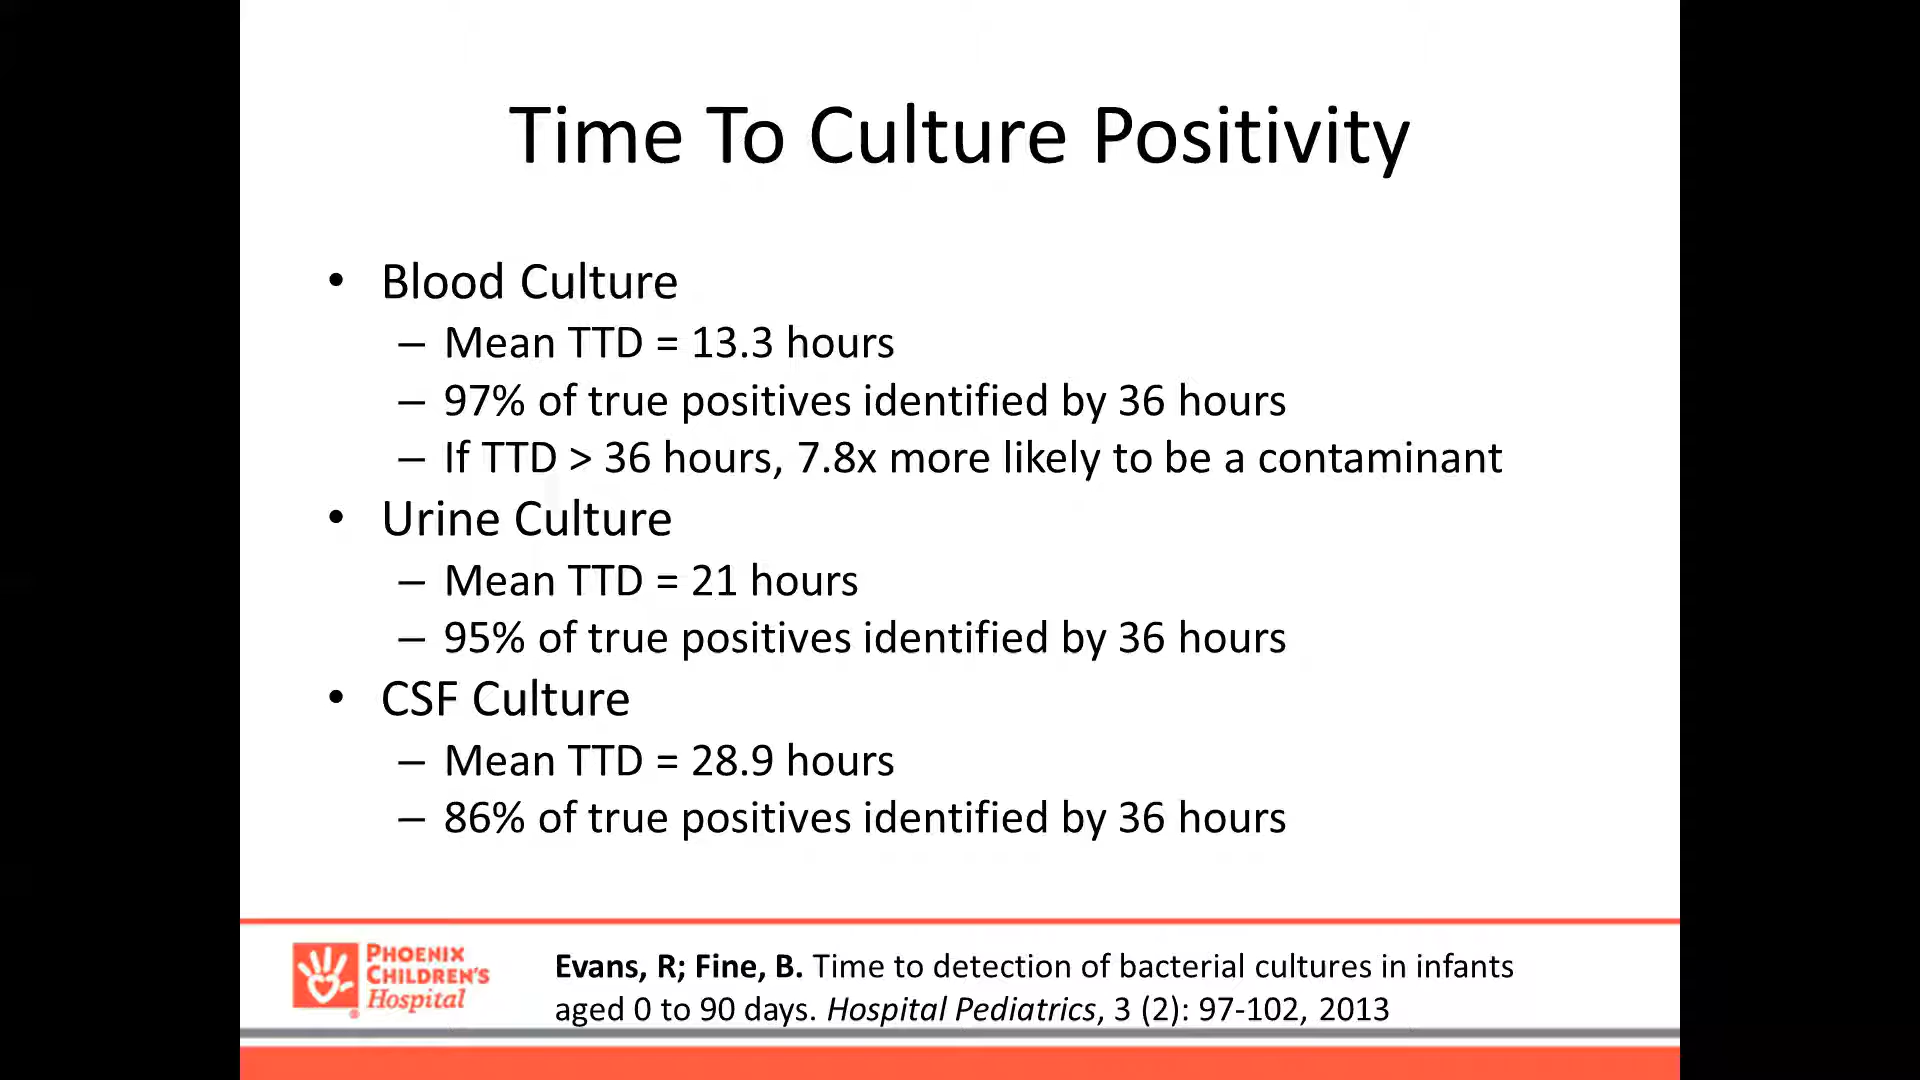 Time To Culture Positivity
• Blood Culture
– Mean TTD = 13.3 hours
– 97% of true positives identified by 36 hours
– If TTD > 36 hours, 7.8x more likely to be a contaminant
• Urine Culture
– Mean TTD = 21 hours
– 95% of true positives identified by 36 hours
• CSF Culture
– Mean TTD = 28.9 hours
– 86% of true positives identified by 36 hours
PHOENIX
CHILDREN'S
Hospital
®
Evans, R; Fine, B. Time to detection of bacterial cultures in infants
aged 0 to 90 days. Hospital Pediatrics, 3 (2): 97-102, 2013